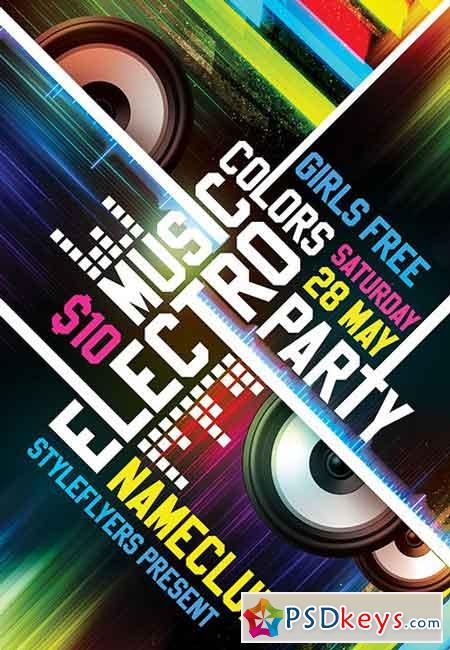 GIRLS FREE
COLORS
SATURDAY
28 MAY
MUSIC
ELECTRO PARTY
$10
NAMECLU
STYLEFLYERS PRESENT
PSDkeys.com